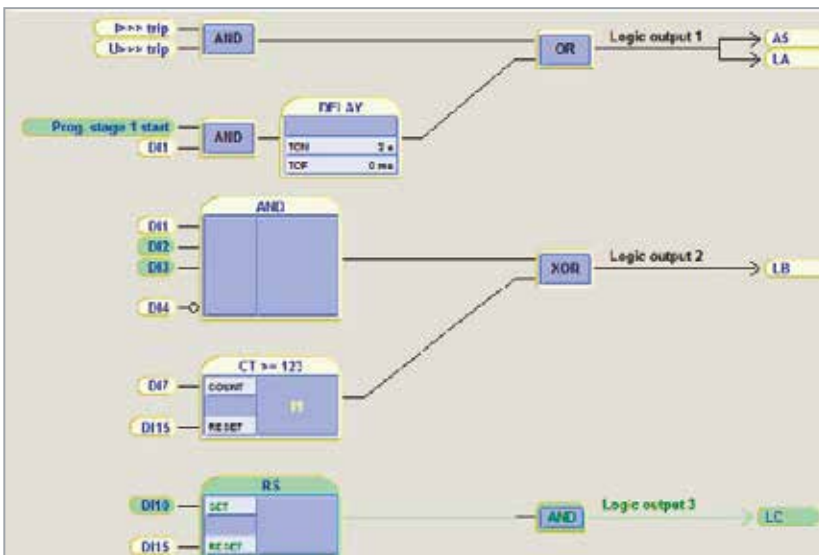 I>>> trip
U>>> trip
AND
OR
Logic output 1
A5
LA
Prog. stage 1 start
DI1
AND
DELAY
TON 2 s
TOF 0 ms
AND
DI1
DI2
DI3
DI4
XOR
Logic output 2
LB
CT >= 123
DI7
COUNT
DI15
RESET
RS
DI10
SET
DI15
RESET
AND
Logic output 3
LC